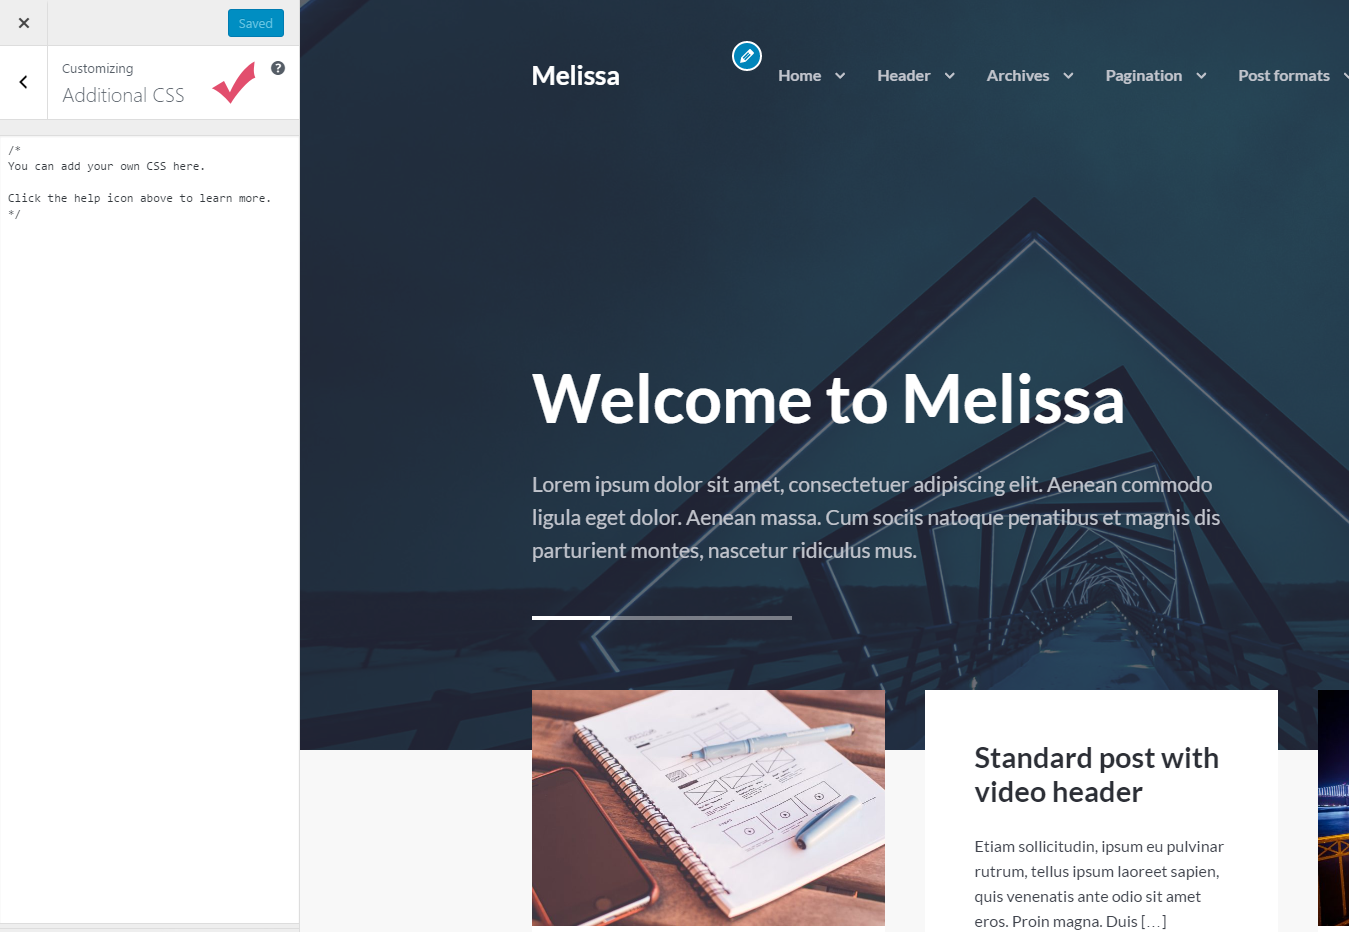 Saved
Customizing
Additional CSS
/*
You can add your own CSS here.
Click the help icon above to learn more.
*/
Melissa
Home Header Archives Pagination Post formats
Welcome to Melissa
Lorem ipsum dolor sit amet, consectetuer adipiscing elit. Aenean commodo
ligula eget dolor. Aenean massa. Cum sociis natoque penatibus et magnis dis
parturient montes, nascetur ridiculus mus.
Standard post with
video header
Etiam sollicitudin, ipsum eu pulvinar
rutrum, tellus ipsum laoreet sapien,
quis venenatis ante odio sit amet
eros. Proin magna. Duis […]